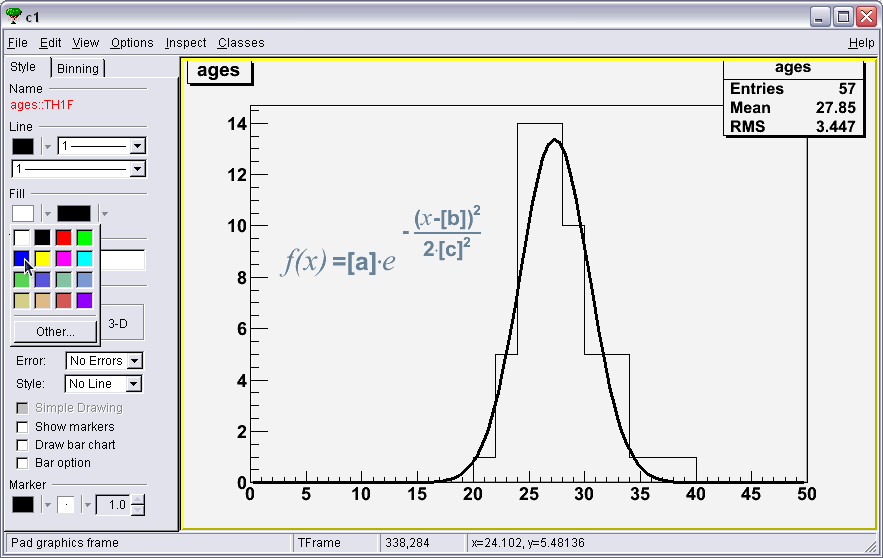 c1
File Edit View Options Inspect Classes Help
Style Binning
Name
ages::TH1F
Line
1
1
Fill
Other...
3-D
Error: No Errors
Style: No Line
Simple Drawing
Show markers
Draw bar chart
Bar option
Marker
1.0
ages
ages
Entries 57
Mean 27.85
RMS 3.447
14
12
10
8
6
4
2
0
0 5 10 15 20 25 30 35 40 45 50
f(x) =[a]·e
- (x-[b])²
2·[c]²
Pad graphics frame TFrame 338,284 x=24.102, y=5.48136